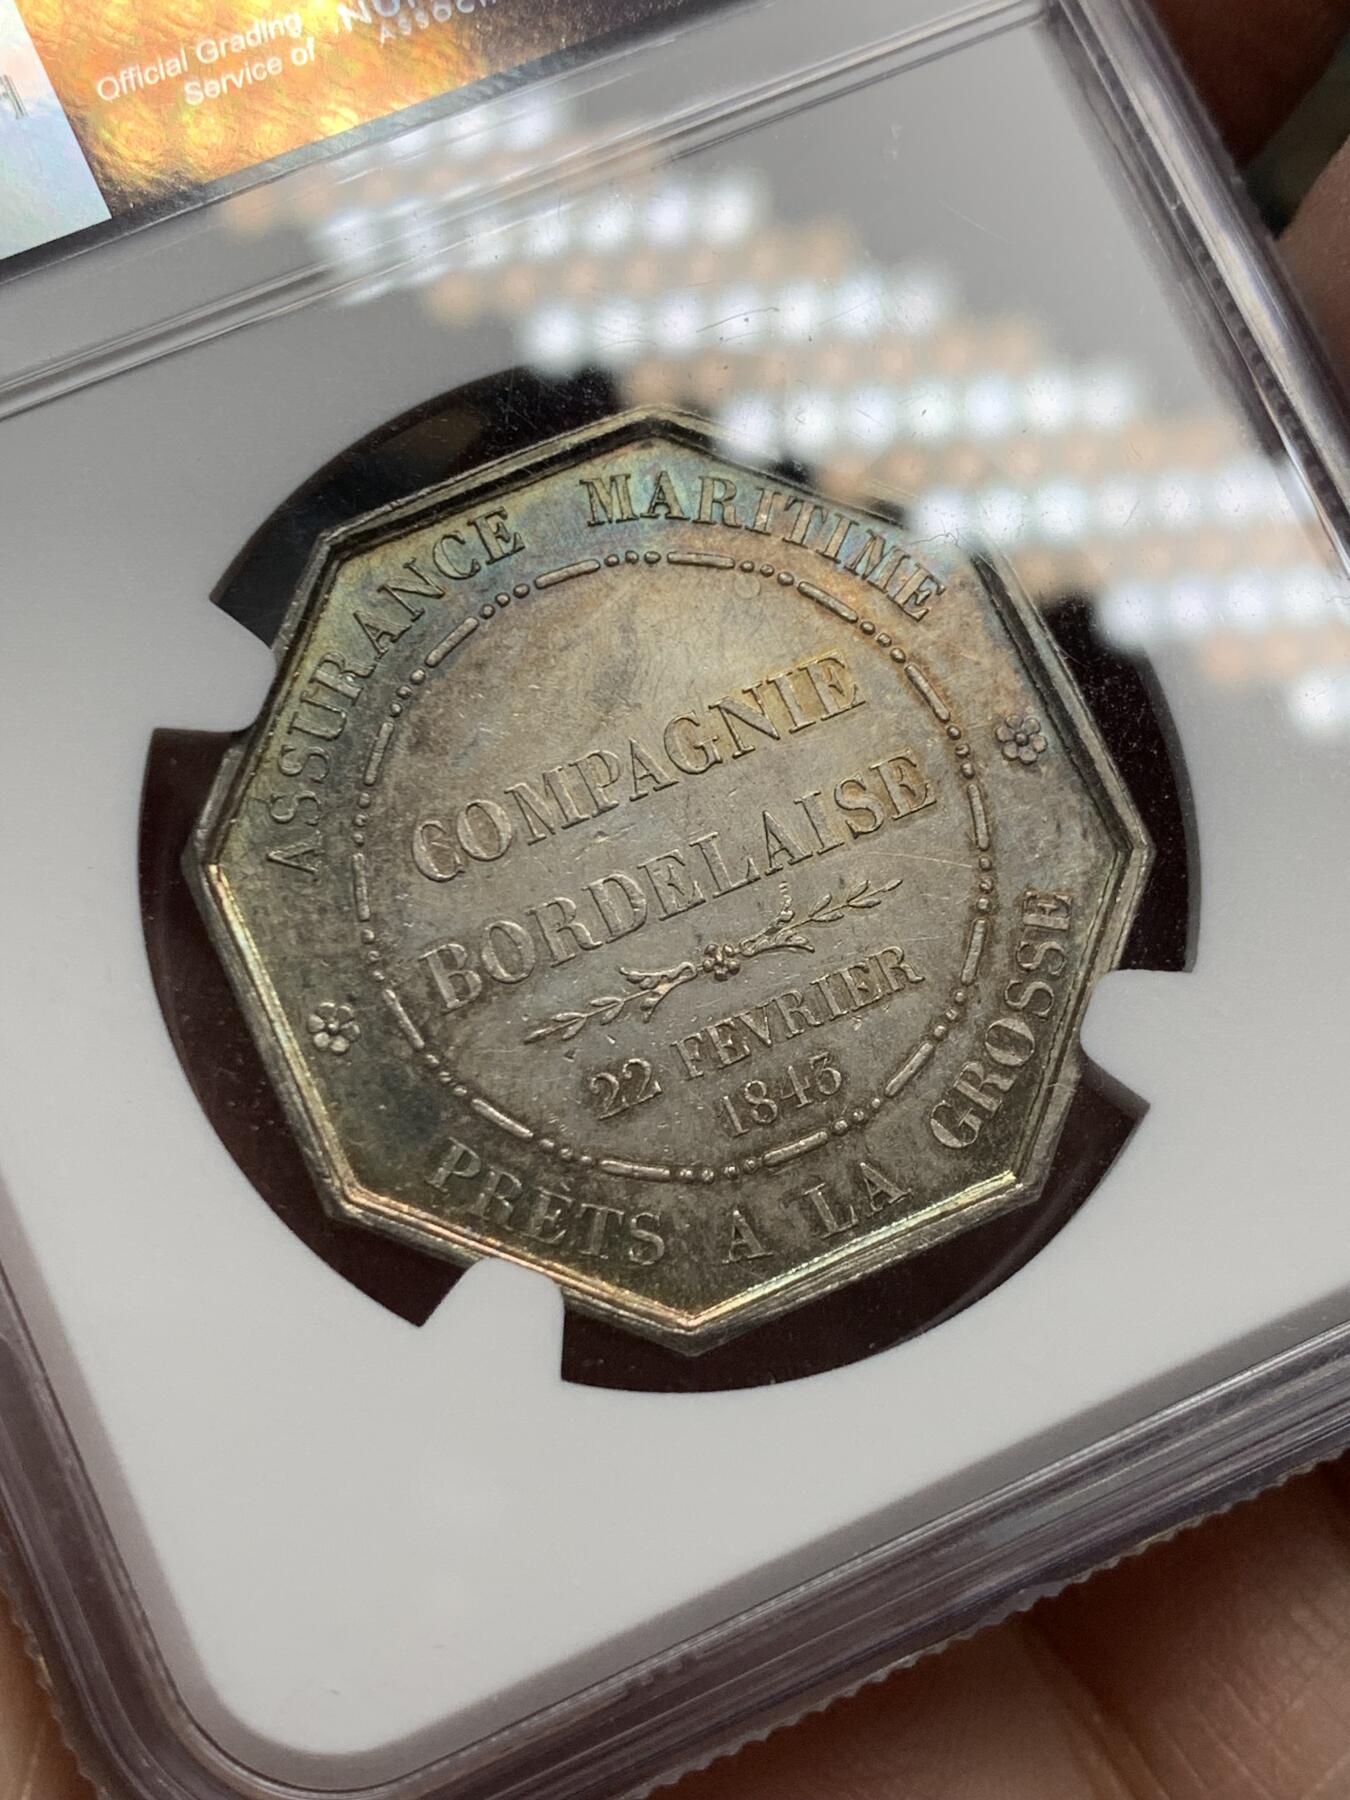 Official Grading
Service of
ASSURANCE MARITIME
COMPAGNIE
BORDELAISE
22 FEVRIER
1843
PRÊTS A LA GROSSE